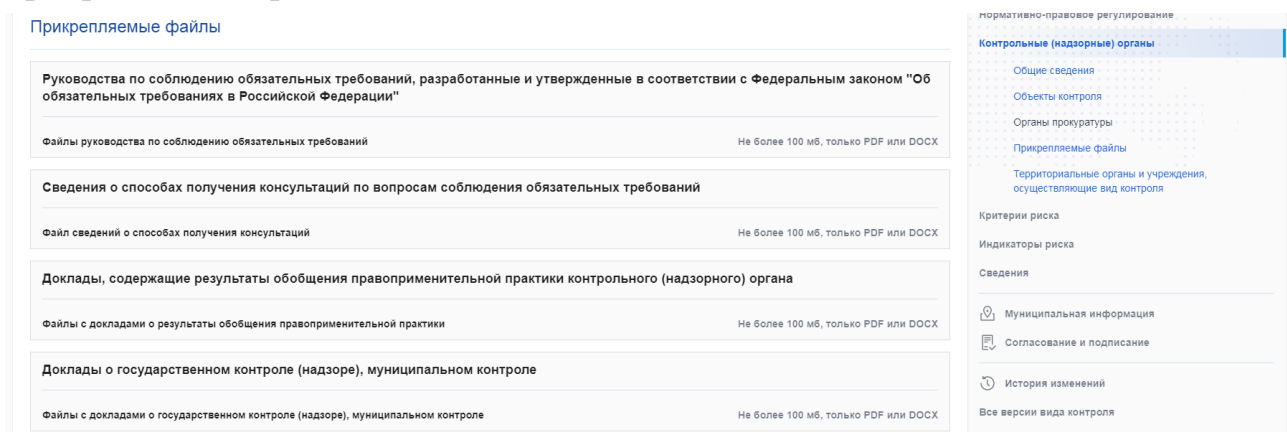 Прикрепляемые файлы
Руководства по соблюдению обязательных требований, разработанные и утвержденные в соответствии с Федеральным законом "Об
обязательных требованиях в Российской Федерации"
Файлы руководства по соблюдению обязательных требований
Не более 100 мб, только PDF или DOCX
Сведения о способах получения консультаций по вопросам соблюдения обязательных требований
Файл сведений о способах получения консультаций
Не более 100 мб, только PDF или DOCX
Доклады, содержащие результаты обобщения правоприменительной практики контрольного (надзорного) органа
Файлы с докладами о результаты обобщения правоприменительной практики
Не более 100 мб, только PDF или DOCX
Доклады о государственном контроле (надзоре), муниципальном контроле
Файлы с докладами о государственном контроле (надзоре), муниципальном контроле
Не более 100 мб, только PDF или DOCX
Нормативно-правовое регулирование
Контрольные (надзорные) органы
Общие сведения
Объекты контроля
Органы прокуратуры
Прикрепляемые файлы
Территориальные органы и учреждения,
осуществляющие вид контроля
Критерии риска
Индикаторы риска
Сведения
Муниципальная информация
Согласование и подписание
История изменений
Все версии вида контроля